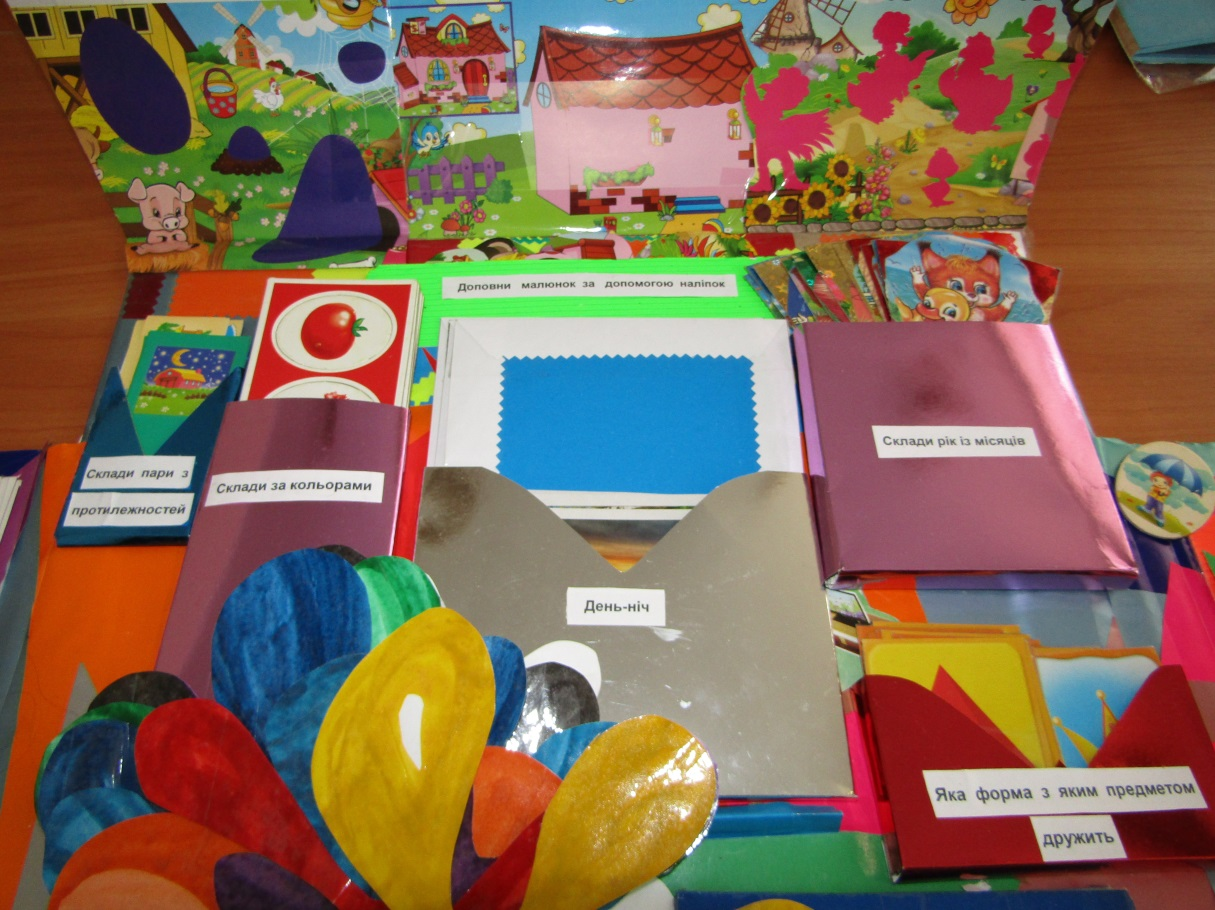 Доповни малюнок за допомогою наліпок
Склади пари з
протилежностей
Склади за кольорами
Склади рік із місяців
День-ніч
Яка форма з яким предметом
дружить